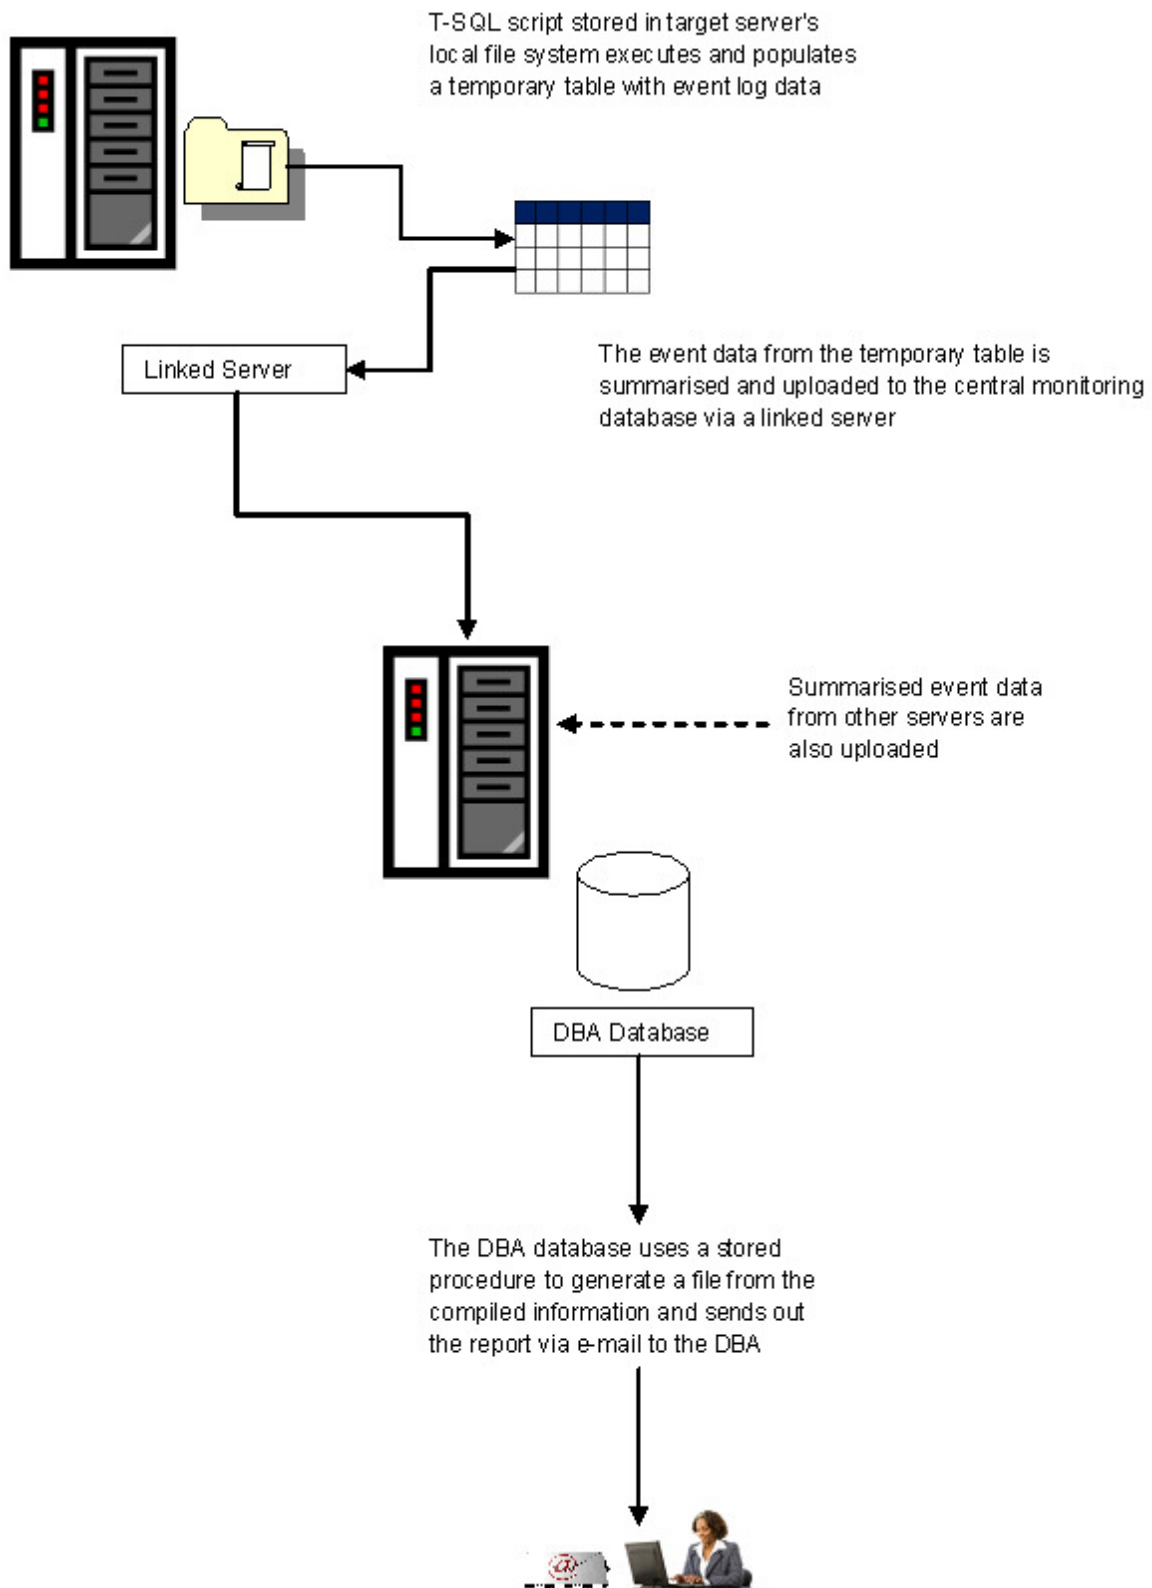 T-SQL script stored in target server's
local file system executes and populates
a temporary table with event log data
Linked Server
The event data from the temporary table is
summarised and uploaded to the central monitoring
database via a linked server
Summarised event data
from other servers are
also uploaded
DBA Database
The DBA database uses a stored
procedure to generate a file from the
compiled information and sends out
the report via e-mail to the DBA
@